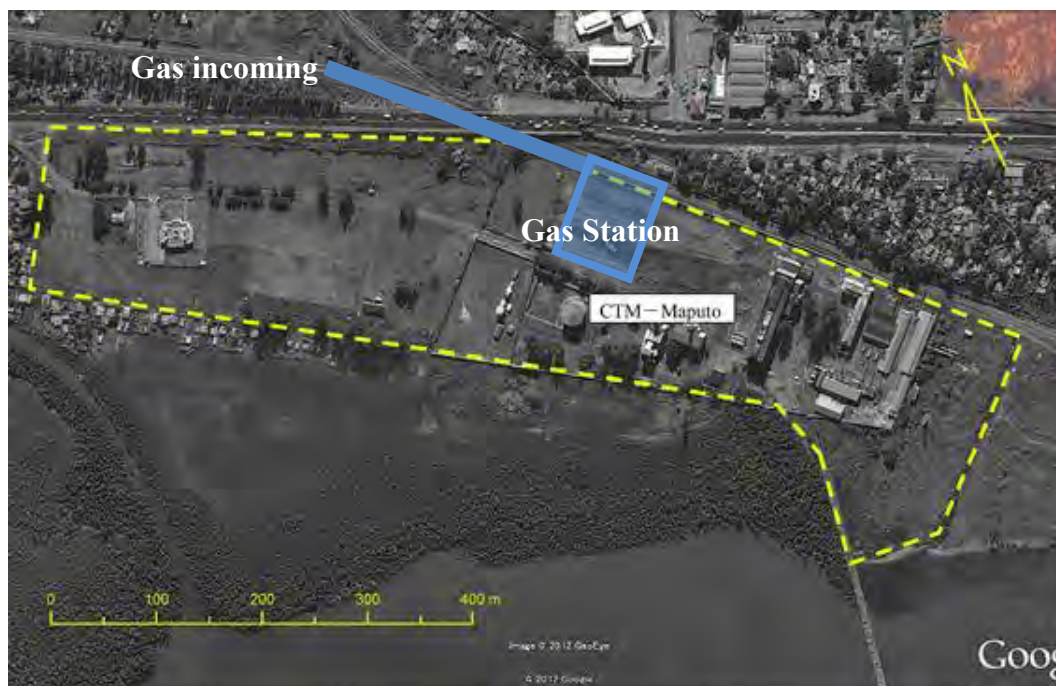 Gas incoming
N
Gas Station
CTM－Maputo
0 100 200 300 400 m
Image © 2012 GeoEye
© 2012 Google
Goog